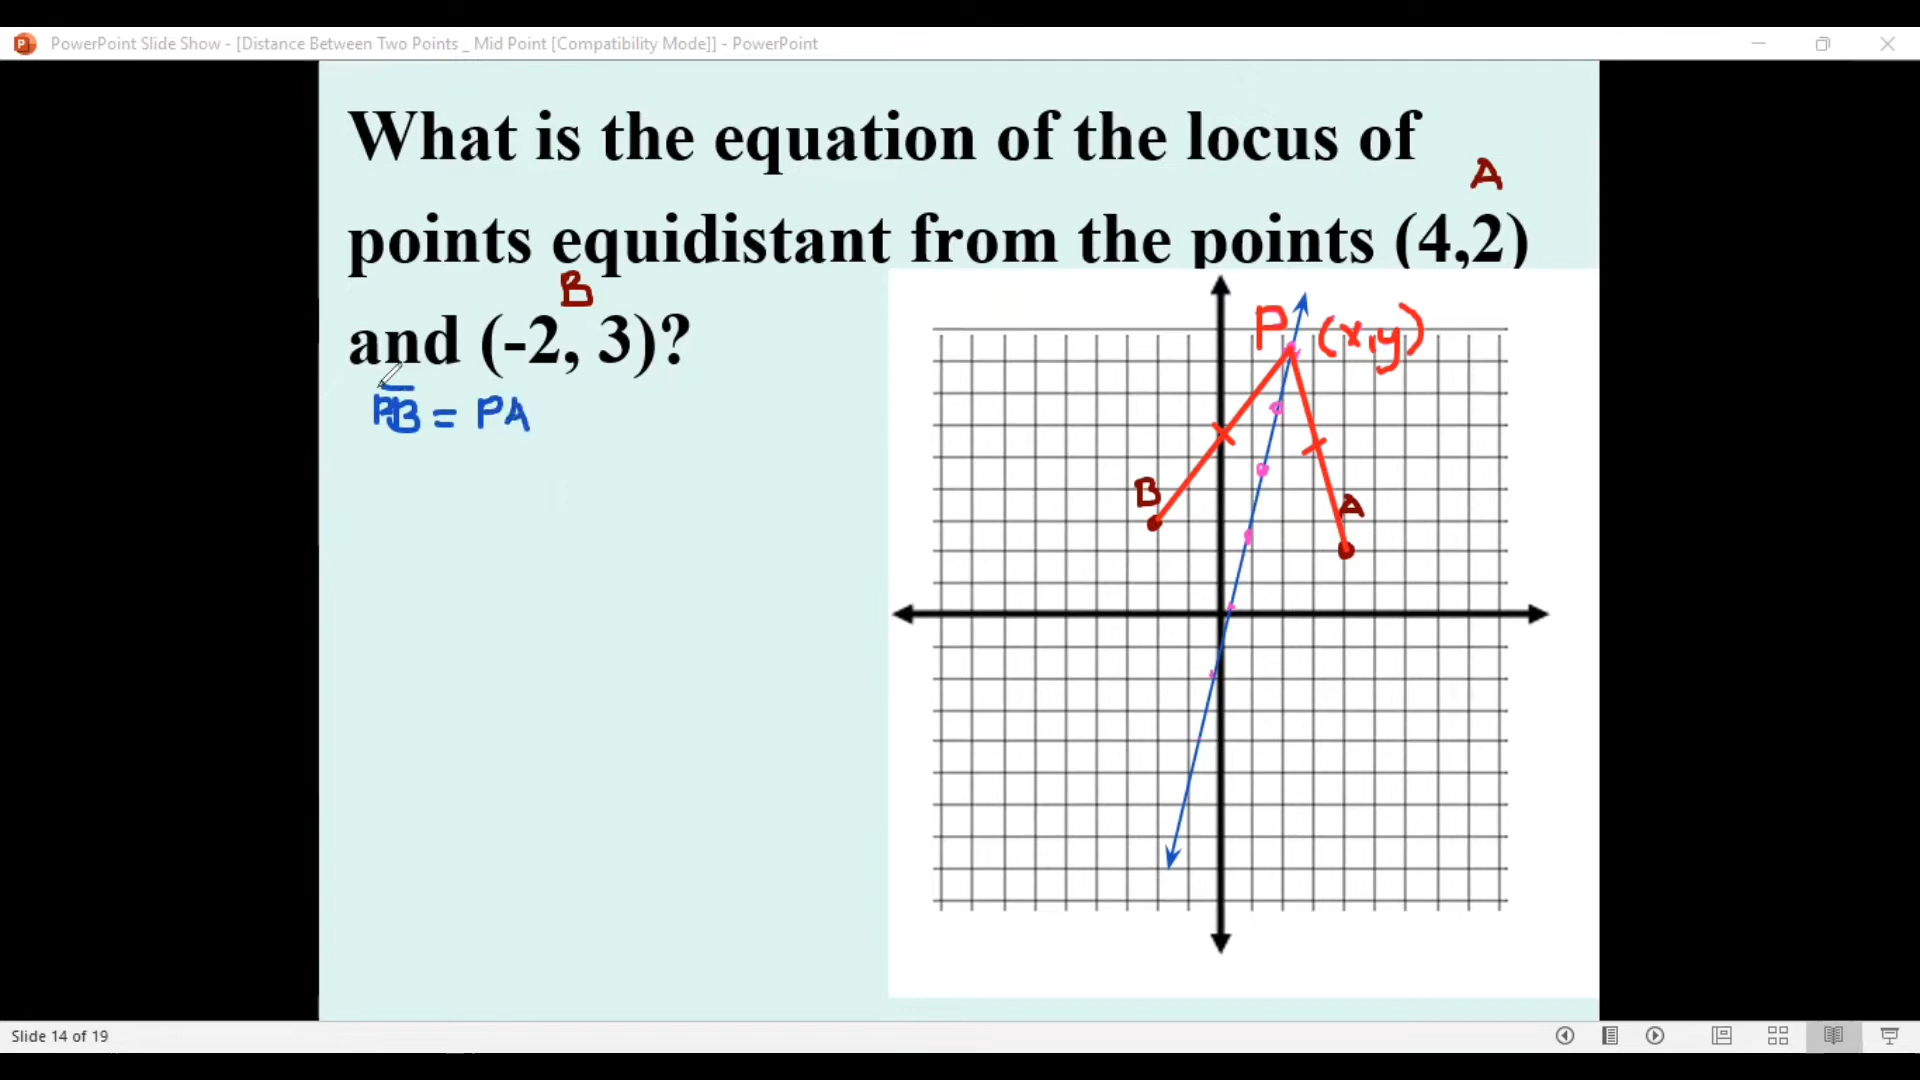 PowerPoint Slide Show - [Distance Between Two Points _ Mid Point [Compatibility Mode]] - PowerPoint
What is the equation of the locus of
A
points equidistant from the points (4,2)
B
and (-2, 3)?
PB = PA
P (x,y)
B
A
Slide 14 of 19